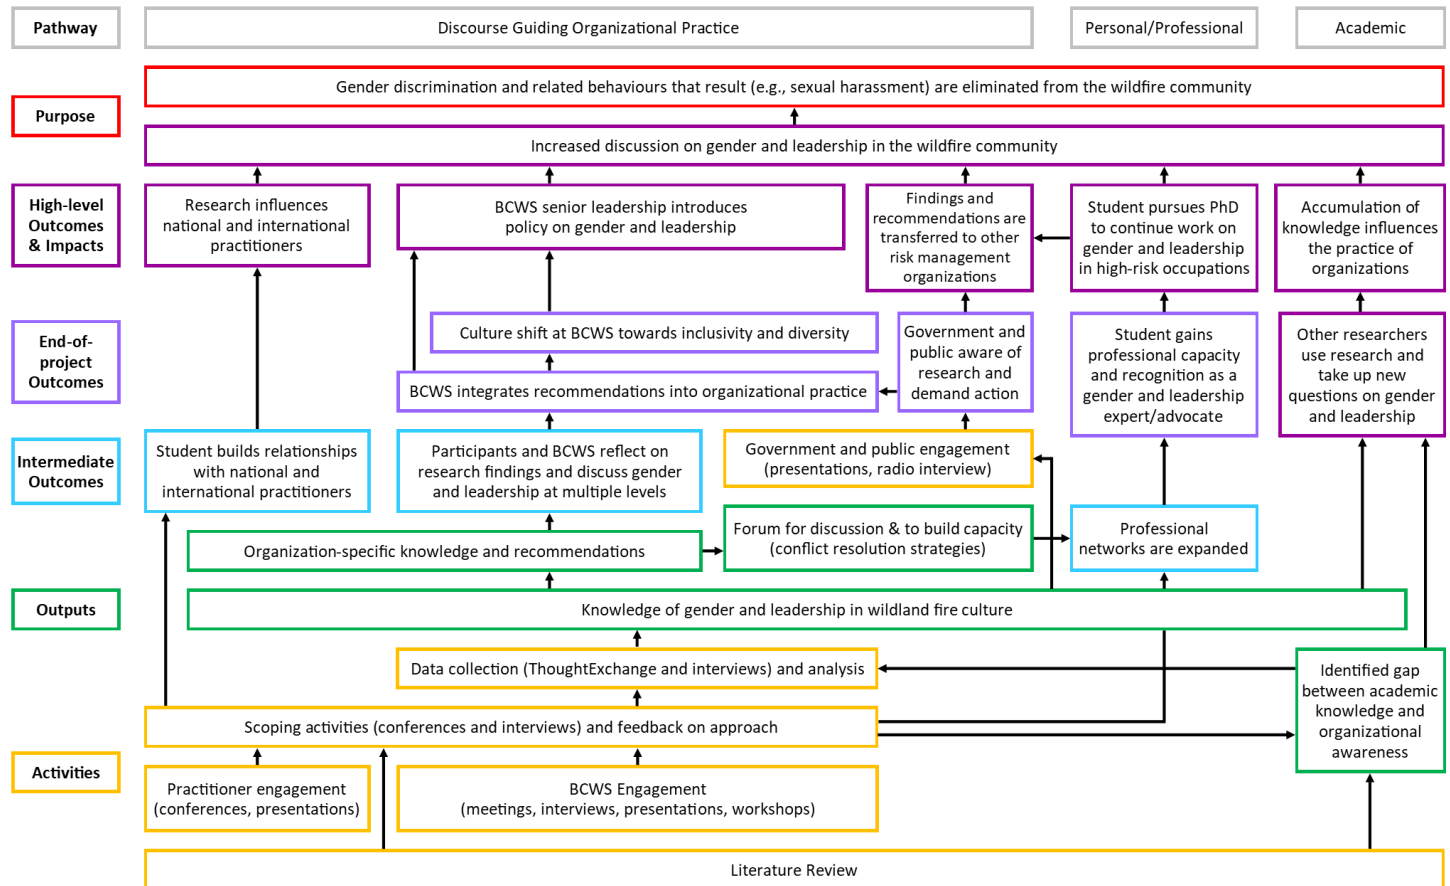 Pathway
Discourse Guiding Organizational Practice
Personal/Professional
Academic
Purpose
Gender discrimination and related behaviours that result (e.g., sexual harassment) are eliminated from the wildfire community
Increased discussion on gender and leadership in the wildfire community
High-level
Outcomes
& Impacts
Research influences
national and international
practitioners
BCWS senior leadership introduces
policy on gender and leadership
Findings and
recommendations are
transferred to other
risk management
organizations
Student pursues PhD
to continue work on
gender and leadership
in high-risk occupations
Accumulation of
knowledge influences
the practice of
organizations
End-of-
project
Outcomes
Culture shift at BCWS towards inclusivity and diversity
BCWS integrates recommendations into organizational practice
Government and
public aware of
research and
demand action
Student gains
professional capacity
and recognition as a
gender and leadership
expert/advocate
Other researchers
use research and
take up new
questions on gender
and leadership
Intermediate
Outcomes
Student builds relationships
with national and
international practitioners
Participants and BCWS reflect on
research findings and discuss gender
and leadership at multiple levels
Government and public engagement
(presentations, radio interview)
Organization-specific knowledge and recommendations
Forum for discussion & to build capacity
(conflict resolution strategies)
Professional
networks are expanded
Outputs
Knowledge of gender and leadership in wildland fire culture
Data collection (ThoughtExchange and interviews) and analysis
Identified gap
between academic
knowledge and
organizational
awareness
Scoping activities (conferences and interviews) and feedback on approach
Activities
Practitioner engagement
(conferences, presentations)
BCWS Engagement
(meetings, interviews, presentations, workshops)
Literature Review